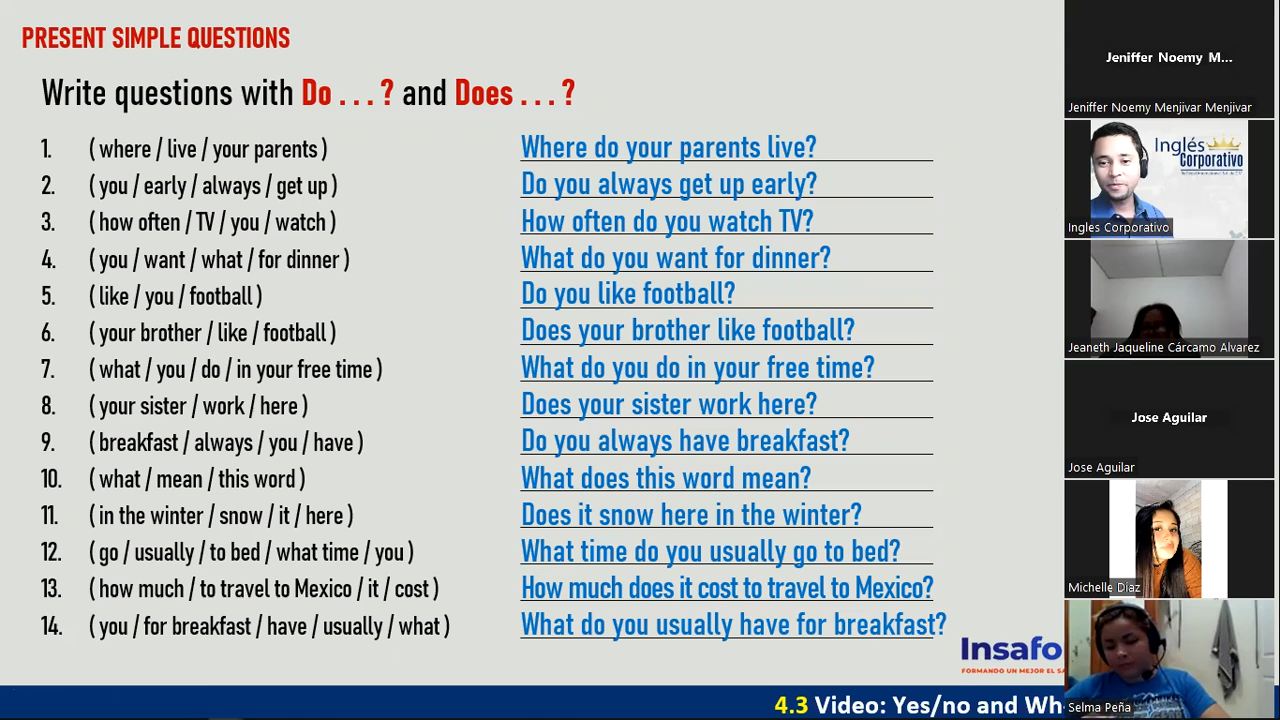 PRESENT SIMPLE QUESTIONS
Write questions with Do . . . ? and Does . . . ?
1. ( where / live / your parents ) Where do your parents live?
2. ( you / early / always / get up ) Do you always get up early?
3. ( how often / TV / you / watch ) How often do you watch TV?
4. ( you / want / what / for dinner ) What do you want for dinner?
5. ( like / you / football ) Do you like football?
6. ( your brother / like / football ) Does your brother like football?
7. ( what / you / do / in your free time ) What do you do in your free time?
8. ( your sister / work / here ) Does your sister work here?
9. ( breakfast / always / you / have ) Do you always have breakfast?
10. ( what / mean / this word ) What does this word mean?
11. ( in the winter / snow / it / here ) Does it snow here in the winter?
12. ( go / usually / to bed / what time / you ) What time do you usually go to bed?
13. ( how much / to travel to Mexico / it / cost ) How much does it cost to travel to Mexico?
14. ( you / for breakfast / have / usually / what ) What do you usually have for breakfast?
Insafo
FORMANDO UN MEJOR EL SA
4.3 Video: Yes/no and Wh
Jeniffer Noemy M...
Jeniffer Noemy Menjivar Menjivar
Inglés
Corporativo
Ingles Corporativo
Jeaneth Jaqueline Cárcamo Alvarez
Jose Aguilar
Jose Aguilar
Michelle Diaz
Selma Peña